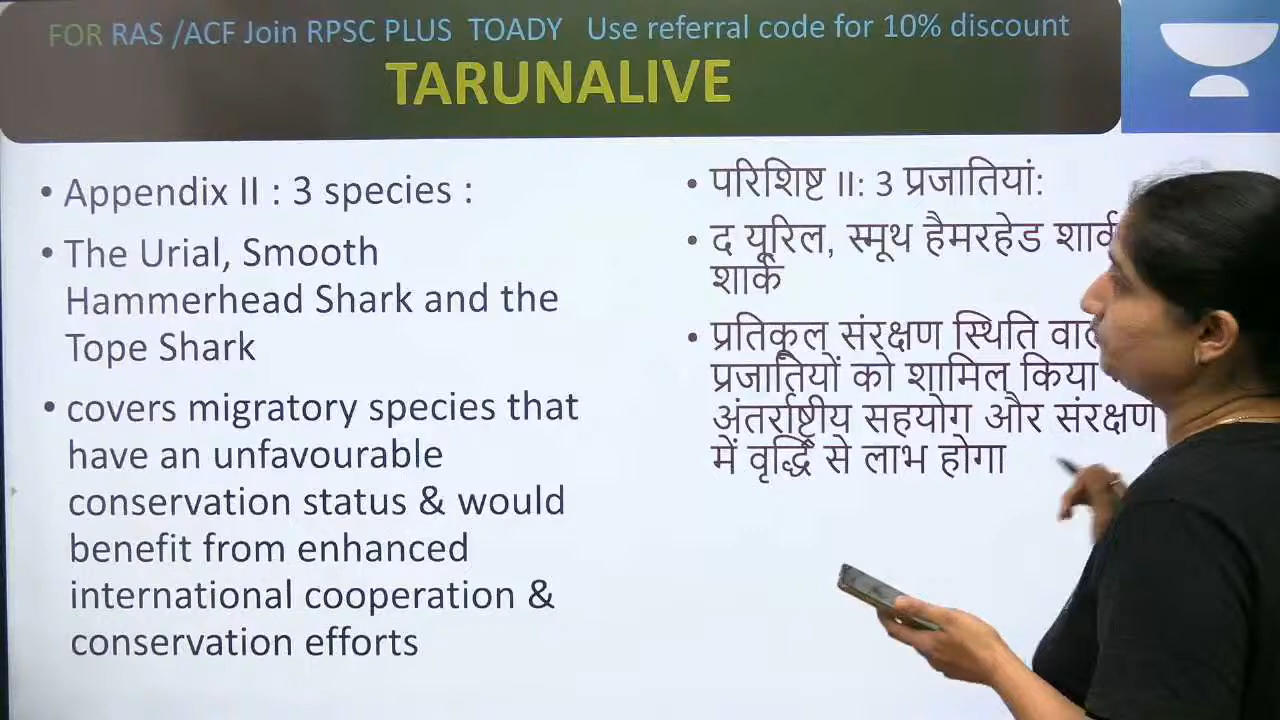 FOR RAS /ACF Join RPSC PLUS TOADY Use referral code for 10% discount
TARUNALIVE
• Appendix II : 3 species :
• The Urial, Smooth
Hammerhead Shark and the
Tope Shark
• covers migratory species that
have an unfavourable
conservation status & would
benefit from enhanced
international cooperation &
conservation efforts
• परिशिष्ट II: 3 प्रजातियां:
• द यूरिल, स्मूथ हैमरहेड शार्क
शार्क
• प्रतिकूल संरक्षण स्थिति
प्रजातियों को शामिल किया
अंतर्राष्ट्रीय सहयोग और संरक्षण
में वृद्धि से लाभ होगा